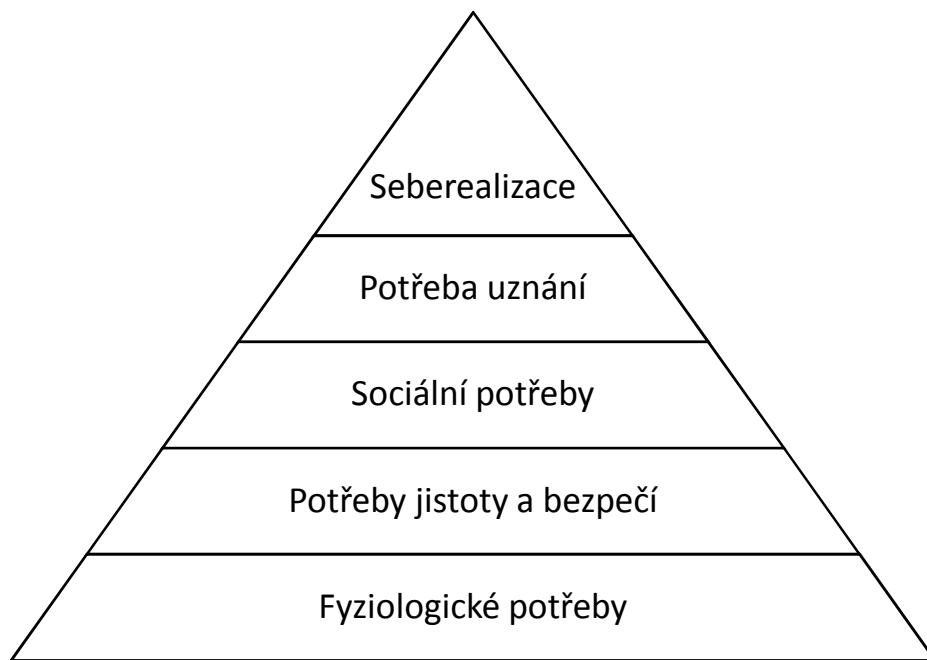 Seberealizace
Potřeba uznání
Sociální potřeby
Potřeby jistoty a bezpečí
Fyziologické potřeby